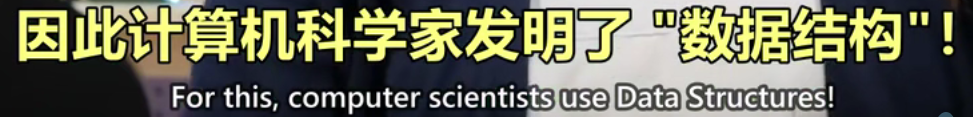 因此计算机科学家发明了 "数据结构"！
For this, computer scientists use Data Structures!